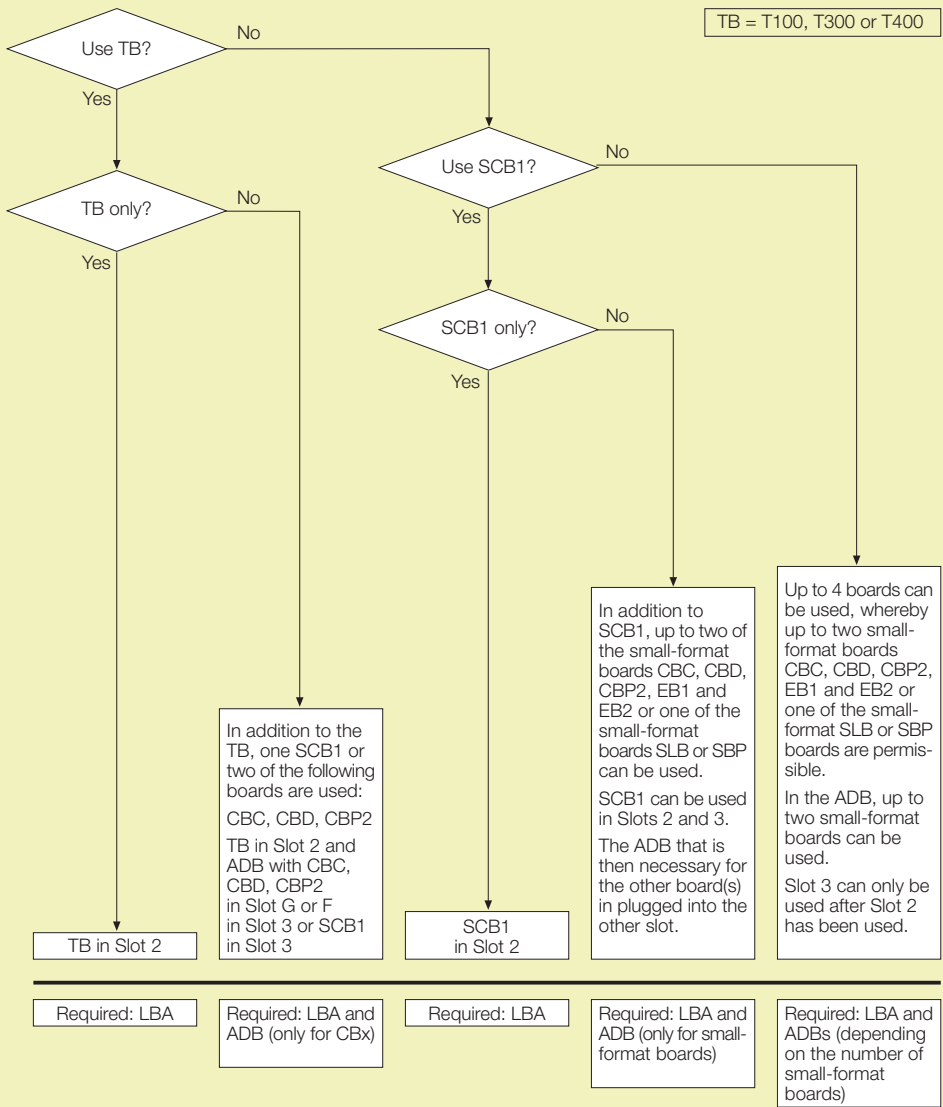 TB = T100, T300 or T400
Use TB?
No
Yes
Use SCB1?
No
Yes
TB only?
No
Yes
SCB1 only?
No
Yes
TB in Slot 2
In addition to the
TB, one SCB1 or
two of the following
boards are used:
CBC, CBD, CBP2
TB in Slot 2 and
ADB with CBC,
CBD, CBP2
in Slot G or F
in Slot 3 or SCB1
in Slot 3
SCB1
in Slot 2
In addition to
SCB1, up to two of
the small-format
boards CBC, CBD,
CBP2, EB1 and
EB2 or one of the
small-format
boards SLB or SBP
can be used.
SCB1 can be used
in Slots 2 and 3.
The ADB that is
then necessary for
the other board(s)
in plugged into the
other slot.
Up to 4 boards can
be used, whereby
up to two small-
format boards
CBC, CBD, CBP2,
EB1 and EB2 or
one of the small-
format SLB or SBP
boards are permis-
sible.
In the ADB, up to
two small-format
boards can be
used.
Slot 3 can only be
used after Slot 2
has been used.
Required: LBA
Required: LBA and
ADB (only for CBx)
Required: LBA
Required: LBA and
ADB (only for small-
format boards)
Required: LBA and
ADBs (depending
on the number of
small-format
boards)